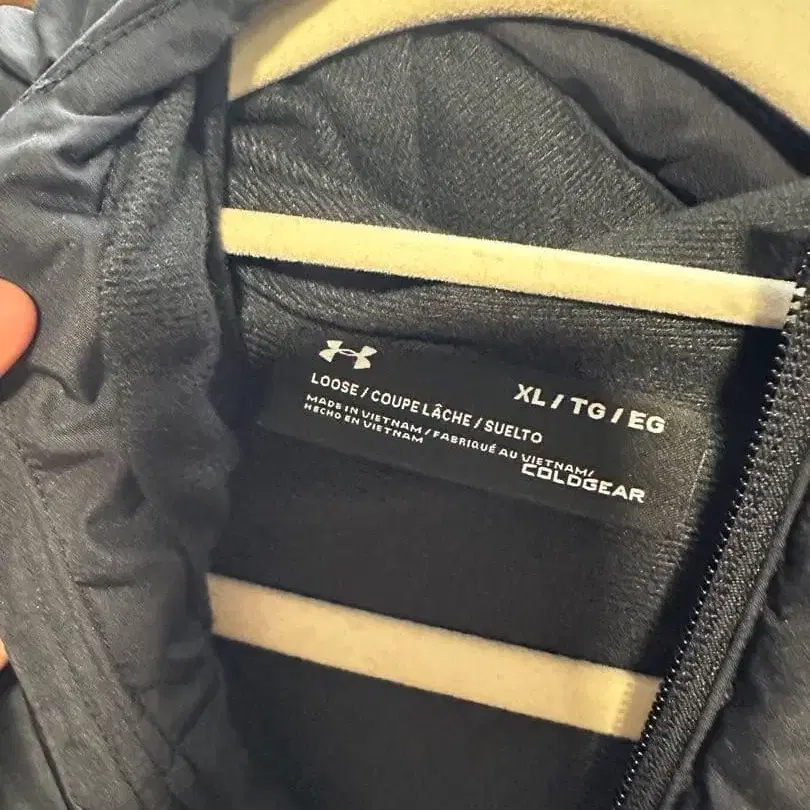 XL / TG / EG
LOOSE / COUPE LÂCHE / SUELTO
MADE IN VIETNAM / FABRIQUÉ AU VIETNAM/
HECHO EN VIETNAM
COLDGEAR